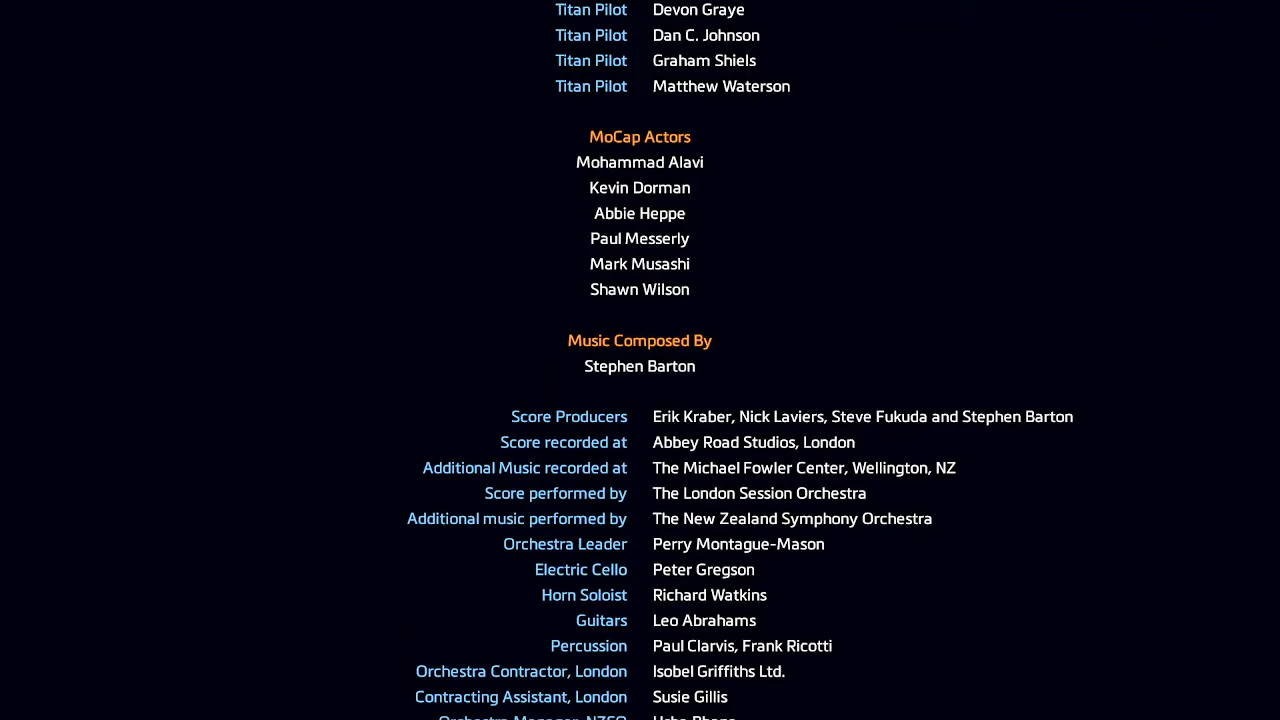 Titan Pilot Devon Graye
Titan Pilot Dan C. Johnson
Titan Pilot Graham Shiels
Titan Pilot Matthew Waterson
MoCap Actors
Mohammad Alavi
Kevin Dorman
Abbie Heppe
Paul Messerly
Mark Musashi
Shawn Wilson
Music Composed By
Stephen Barton
Score Producers Erik Kraber, Nick Laviers, Steve Fukuda and Stephen Barton
Score recorded at Abbey Road Studios, London
Additional Music recorded at The Michael Fowler Center, Wellington, NZ
Score performed by The London Session Orchestra
Additional music performed by The New Zealand Symphony Orchestra
Orchestra Leader Perry Montague-Mason
Electric Cello Peter Gregson
Horn Soloist Richard Watkins
Guitars Leo Abrahams
Percussion Paul Clarvis, Frank Ricotti
Orchestra Contractor, London Isobel Griffiths Ltd.
Contracting Assistant, London Susie Gillis